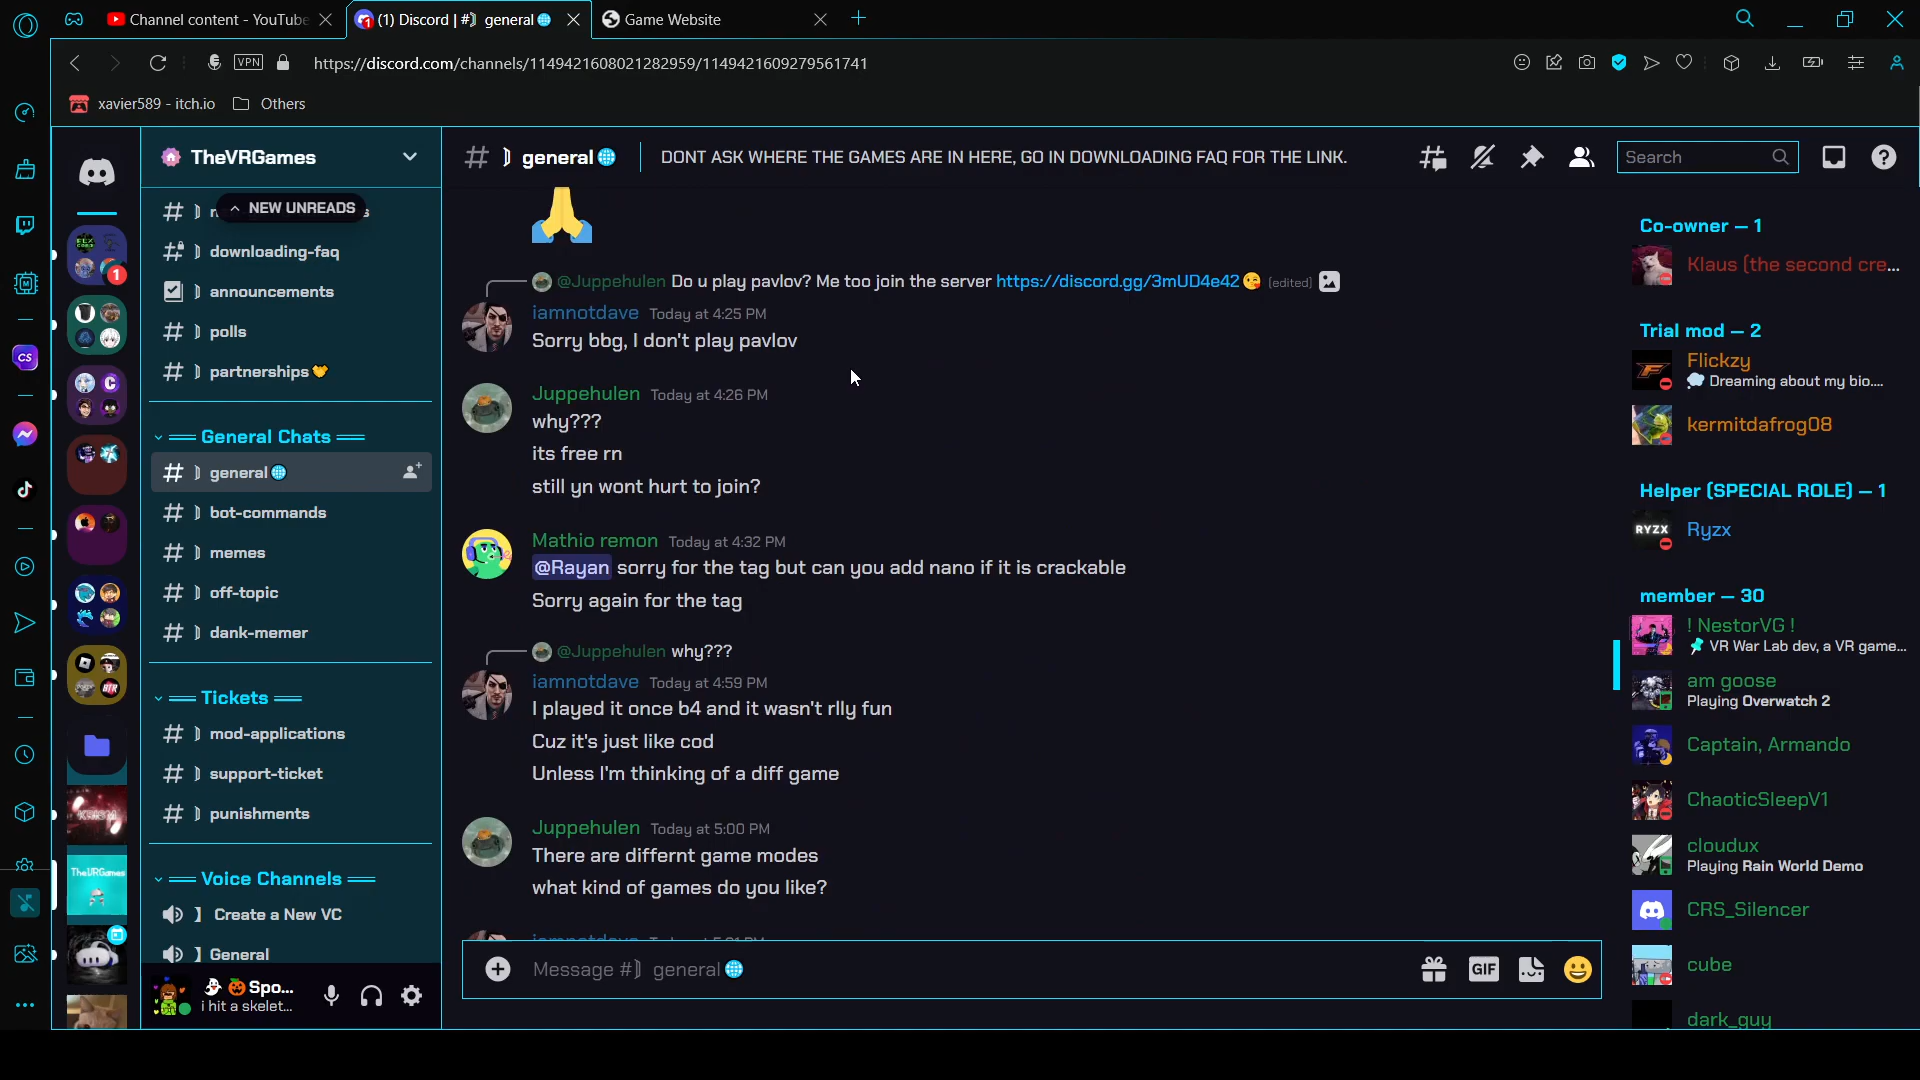 Channel content - YouTube
(1) Discord | #】 general
Game Website
VPN
https://discord.com/channels/1149421608021282959/1149421609279561741
xavier589 - itch.io
Others
TheVRGames
NEW UNREADS
downloading-faq
announcements
polls
partnerships
General Chats
general
bot-commands
memes
off-topic
dank-memer
Tickets
mod-applications
support-ticket
punishments
Voice Channels
Create a New VC
General
Spo...
i hit a skelet...
1
CS
TheVRGames
general
DONT ASK WHERE THE GAMES ARE IN HERE, GO IN DOWNLOADING FAQ FOR THE LINK.
Search
@Juppehulen Do u play pavlov? Me too join the server https://discord.gg/3mUD4e42😘 (edited)
iamnotdave Today at 4:25 PM
Sorry bbg, I don't play pavlov
Juppehulen Today at 4:26 PM
why???
its free rn
still yn wont hurt to join?
Mathio remon Today at 4:32 PM
@Rayan sorry for the tag but can you add nano if it is crackable
Sorry again for the tag
@Juppehulen why???
iamnotdave Today at 4:59 PM
I played it once b4 and it wasn't rlly fun
Cuz it's just like cod
Unless I'm thinking of a diff game
Juppehulen Today at 5:00 PM
There are differnt game modes
what kind of games do you like?
Message #】 general
GIF
Co-owner — 1
Klaus (the second cre...
Trial mod — 2
Flickzy
Dreaming about my bio....
kermitdafrog08
Helper (SPECIAL ROLE) — 1
RYZX
Ryzx
member — 30
! NestorVG !
VR War Lab dev, a VR game...
am goose
Playing Overwatch 2
Captain, Armando
ChaoticSleepV1
cloudux
Playing Rain World Demo
CRS_Silencer
cube
dark_guy